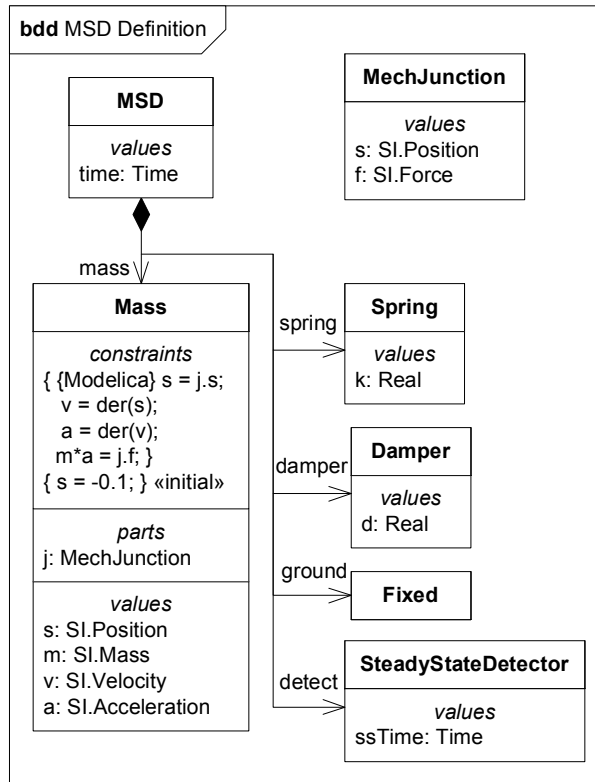 bdd MSD Definition
MSD
values
time: Time
MechJunction
values
s: SI.Position
f: SI.Force
mass
Mass
constraints
{ {Modelica} s = j.s;
v = der(s);
a = der(v);
m*a = j.f; }
{ s = -0.1; } «initial»
parts
j: MechJunction
values
s: SI.Position
m: SI.Mass
v: SI.Velocity
a: SI.Acceleration
spring
Spring
values
k: Real
damper
Damper
values
d: Real
ground
Fixed
detect
SteadyStateDetector
values
ssTime: Time